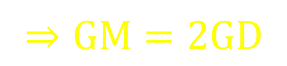 ⇒ GM = 2GD